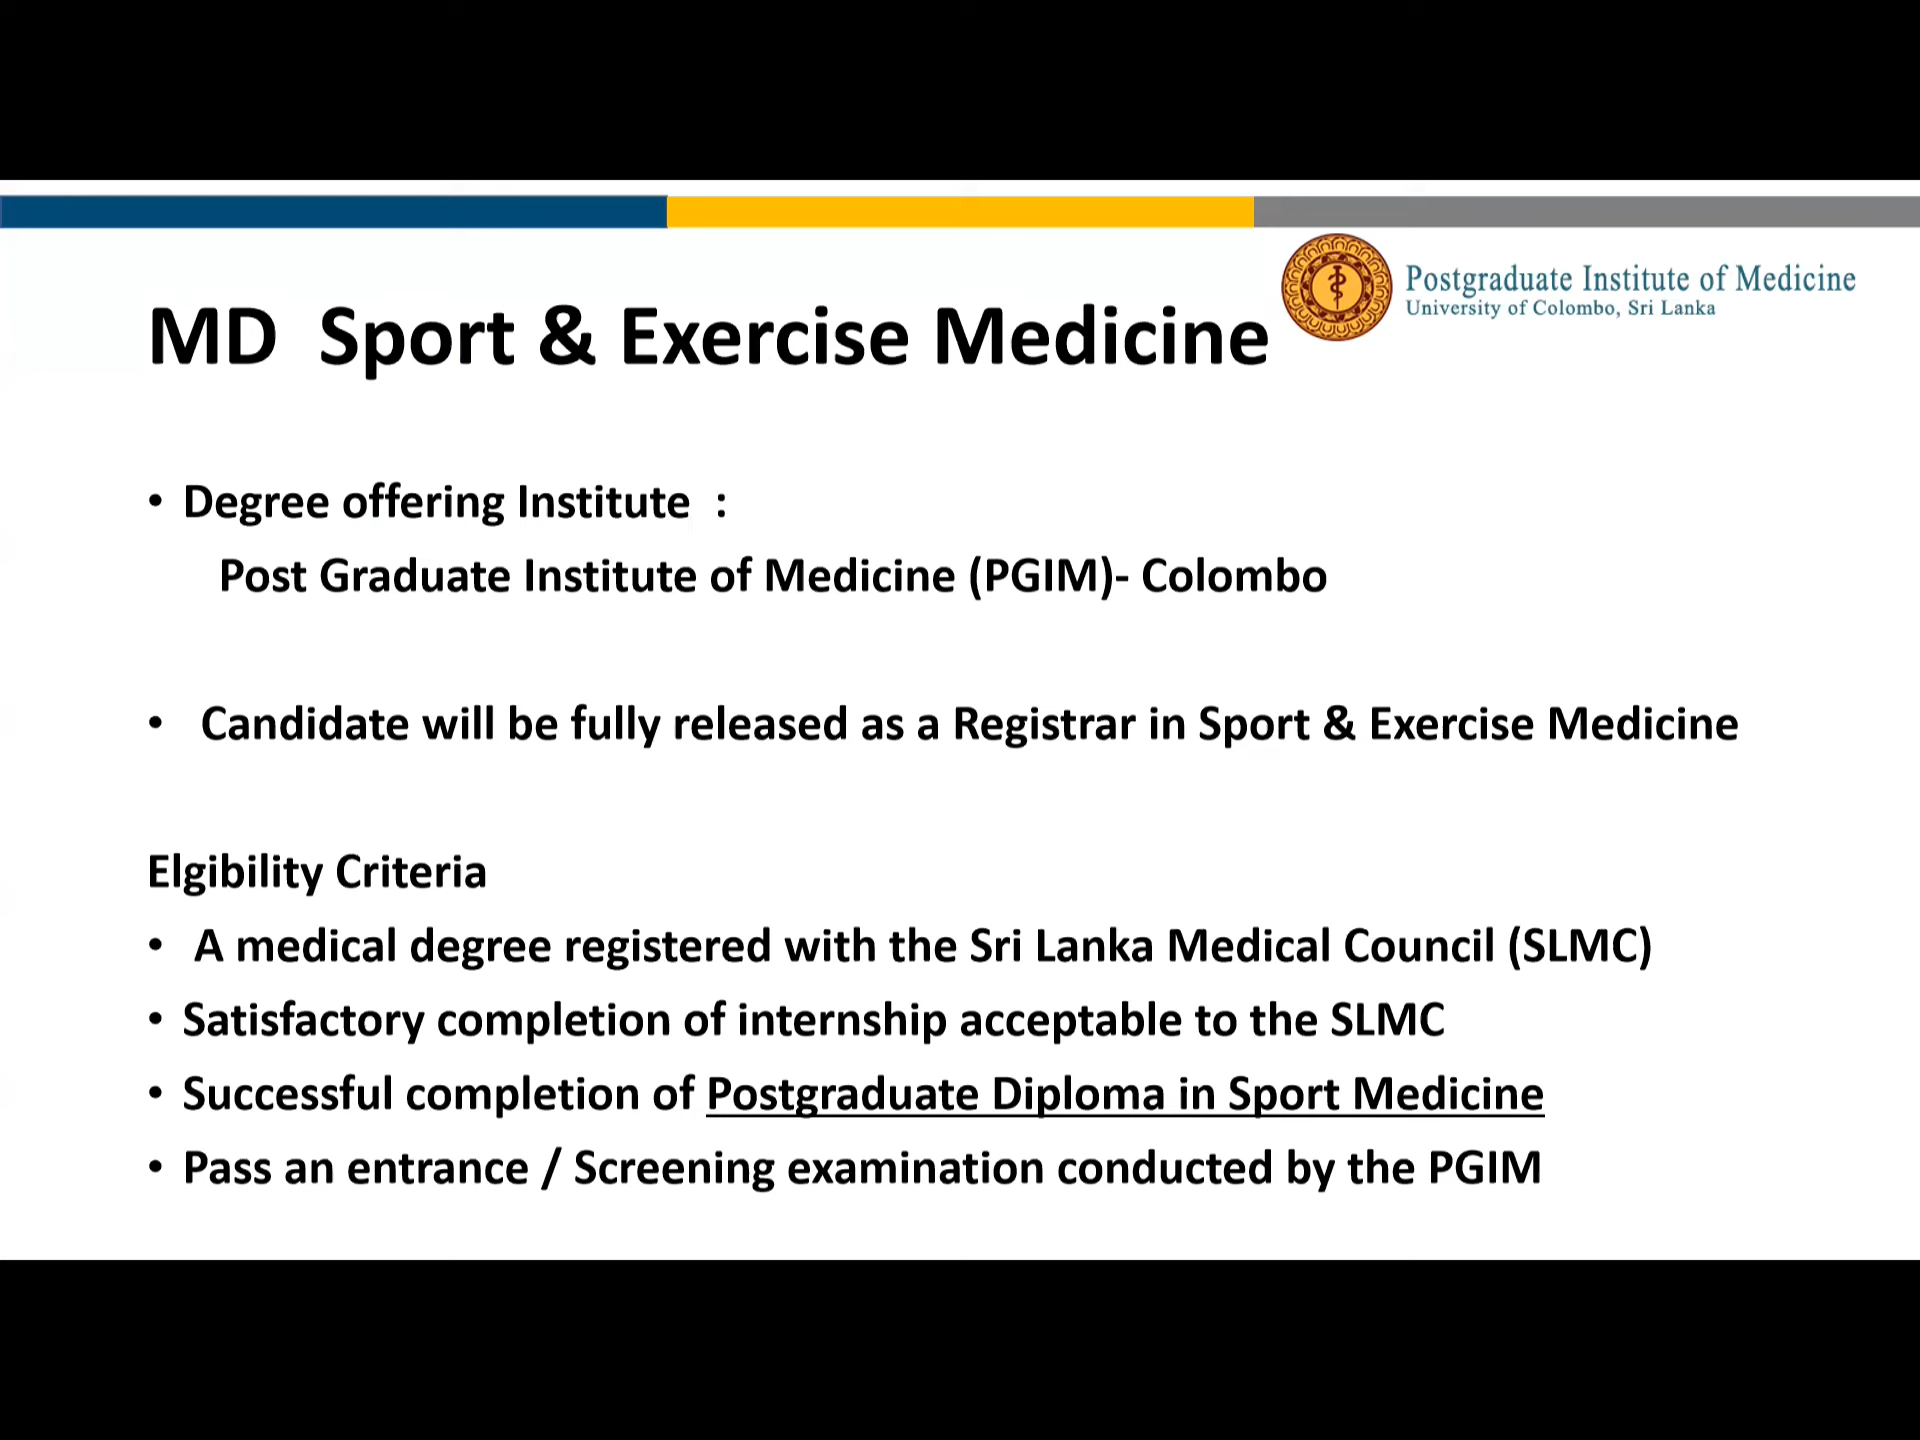 Postgraduate Institute of Medicine
University of Colombo, Sri Lanka
MD  Sport & Exercise Medicine
• Degree offering Institute  :
Post Graduate Institute of Medicine (PGIM)- Colombo
• Candidate will be fully released as a Registrar in Sport & Exercise Medicine
Elgibility Criteria
• A medical degree registered with the Sri Lanka Medical Council (SLMC)
• Satisfactory completion of internship acceptable to the SLMC
• Successful completion of Postgraduate Diploma in Sport Medicine
• Pass an entrance / Screening examination conducted by the PGIM